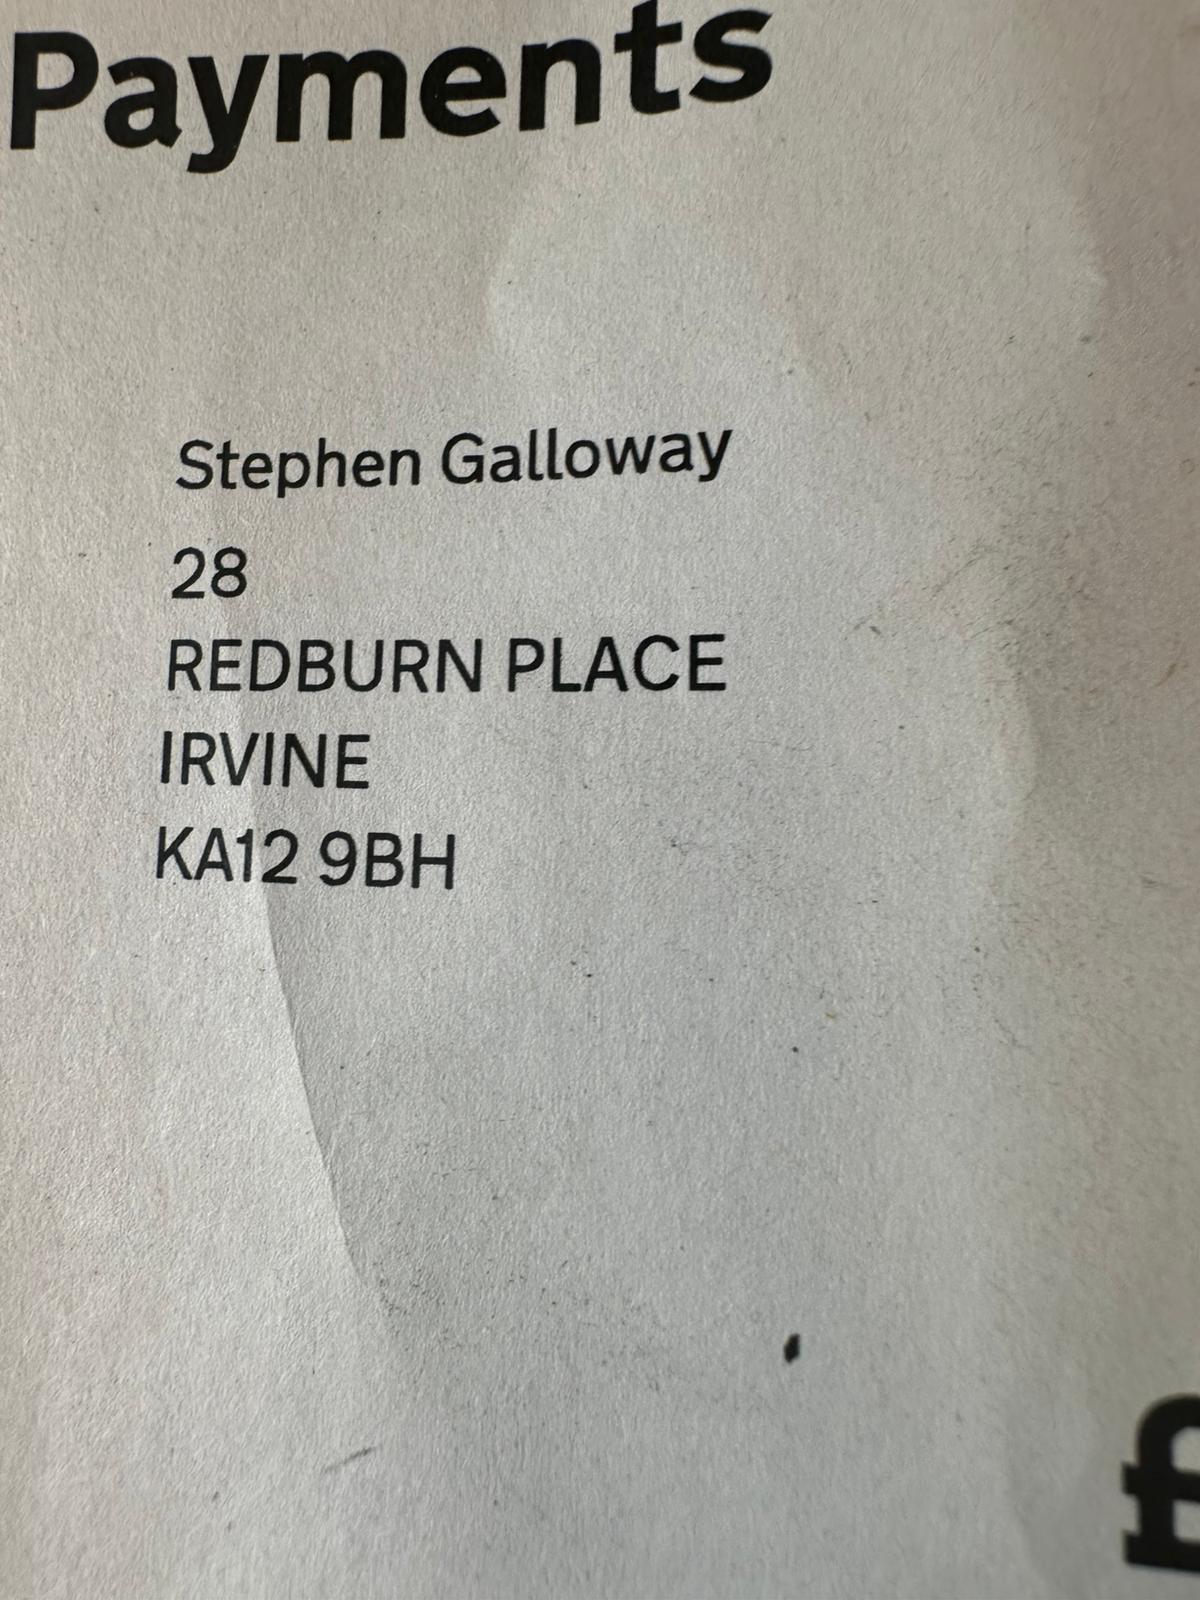 Payments
Stephen Galloway
28
REDBURN PLACE
IRVINE
KA12 9BH
£